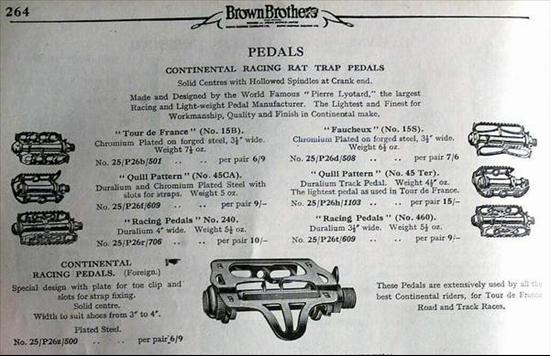 264
Brown Brothers
PEDALS
CONTINENTAL RACING RAT TRAP PEDALS
Solid Centres with Hollowed Spindles at Crank end.
Made and Designed by the World Famous "Pierre Lyotard," the largest
Racing and Light-weight Pedal Manufacturer. The Lightest and Finest for
Workmanship, Quality and Finish in Continental make.
"Tour de France" (No. 15B).
Chromium Plated on forged steel, 3½" wide.
Weight 7½ oz.
No. 25/P26b/501 .. .. per pair 6/9
"Quill Pattern" (No. 45CA)
Duralium and Chromium Plated Steel with
slots for straps. Weight 5 oz.
No. 25/P26f/609 .. .. per pair 9/-
"Racing Pedals" No. 240.
Duralium 4" wide. Weight 5½ oz.
No. 25/P26r/706 .. .. per pair 10/-
"Faucheux" (No. 15S).
Chromium Plated on forged steel, 3½" wide.
Weight 6½ oz.
No. 25/P26d/508 .. .. per pair 7/6
"Quill Pattern" (No. 45 Ter).
Duralium Track Pedal. Weight 4½" oz.
The lightest pedal as used in Tour de France.
No. 25/P26h/1103 .. per pair 15/-
"Racing Pedals" (No. 460).
Duralium 3½" wide. Weight 5½ oz.
No. 25/P26t/609 .. .. per pair 9/-
CONTINENTAL
RACING PEDALS. (Foreign.)
Special design with plate for toe clip and
slots for strap fixing.
Solid centre.
Width to suit shoes from 3" to 4".
Plated Steel.
No. 25/P26z/500 .. .. per pair 6/9
These Pedals are extensively used by all the
best Continental riders, for Tour de France
Road and Track Races.